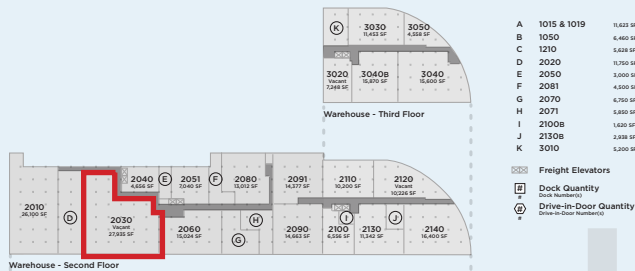 K
3030
11,453 SF
3050
4,558 SF
3020
Vacant
7,248 SF
3040B
15,870 SF
3040
15,600 SF
Warehouse - Third Floor
A 1015 & 1019 11,623 SF
B 1050 6,460 SF
C 1210 5,628 SF
D 2020 11,750 SF
E 2050 3,000 SF
F 2081 4,500 SF
G 2070 6,750 SF
H 2071 5,850 SF
I 2100B 1,620 SF
J 2130B 2,938 SF
K 3010 5,200 SF
Freight Elevators
# Dock Quantity
# Dock Number(s)
# Drive-in-Door Quantity
# Drive-in-Door Number(s)
2010
26,100 SF
D
2030
Vacant
27,935 SF
2040
4,656 SF
E
2051
7,040 SF
F
2080
13,012 SF
2091
14,377 SF
2110
10,200 SF
2120
Vacant
10,226 SF
2060
15,024 SF
G
H
2090
14,663 SF
2100
6,556 SF
I
2130
11,342 SF
J
2140
16,400 SF
Warehouse - Second Floor